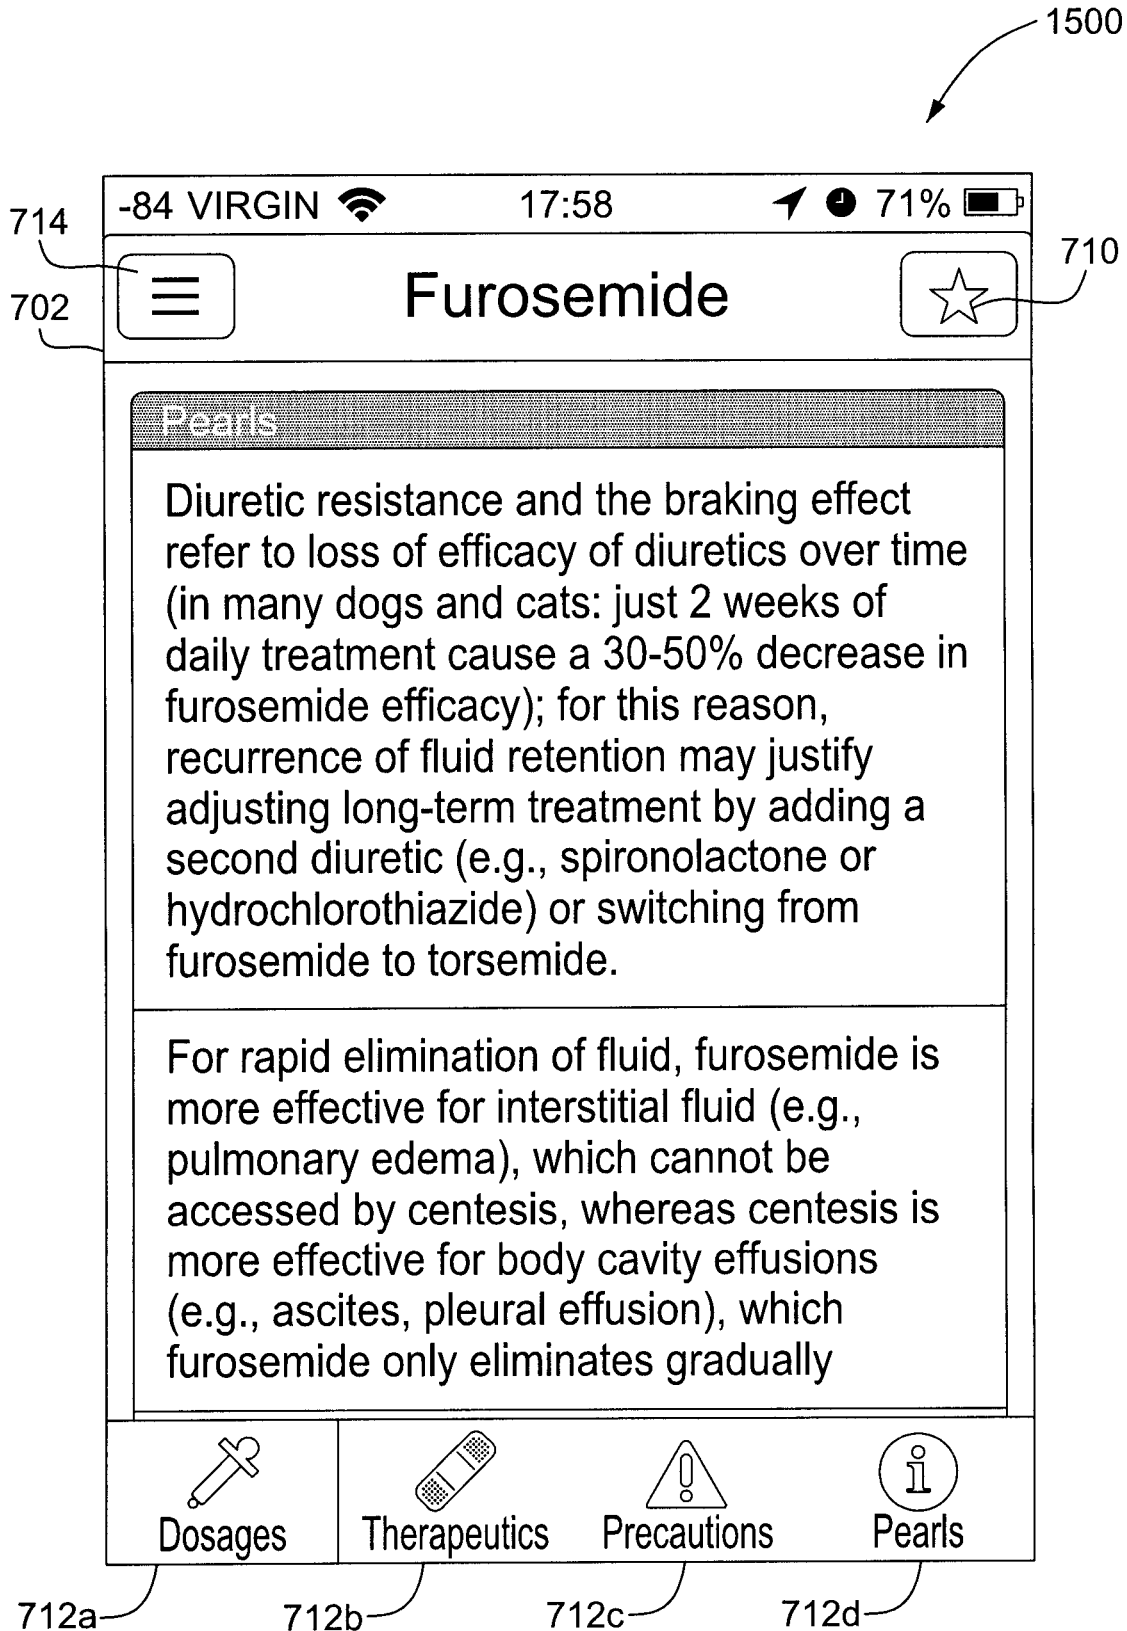 1500
-84 VIRGIN 17:58 71%
714
710
Furosemide
702
Pearls
Diuretic resistance and the braking effect
refer to loss of efficacy of diuretics over time
(in many dogs and cats: just 2 weeks of
daily treatment cause a 30-50% decrease in
furosemide efficacy); for this reason,
recurrence of fluid retention may justify
adjusting long-term treatment by adding a
second diuretic (e.g., spironolactone or
hydrochlorothiazide) or switching from
furosemide to torsemide.
For rapid elimination of fluid, furosemide is
more effective for interstitial fluid (e.g.,
pulmonary edema), which cannot be
accessed by centesis, whereas centesis is
more effective for body cavity effusions
(e.g., ascites, pleural effusion), which
furosemide only eliminates gradually
Dosages Therapeutics Precautions Pearls
712a 712b 712c 712d